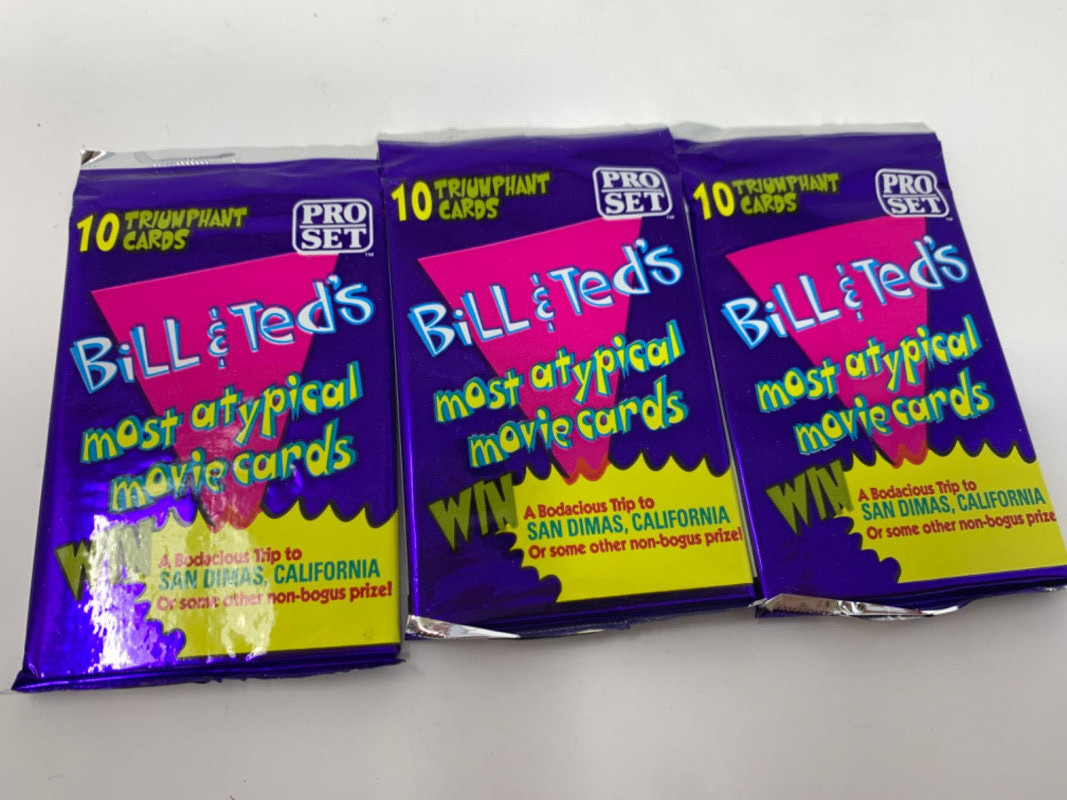 10 TRIUMPHANT
CARDS
PRO
SET
TM
BiLL & Ted's
most atypical
movie cards
WIN
A Bodacious Trip to
SAN DIMAS, CALIFORNIA
Or some other non-bogus prize!
10 TRIUMPHANT
CARDS
PRO
SET
TM
BiLL & Ted's
most atypical
movie cards
WIN
A Bodacious Trip to
SAN DIMAS, CALIFORNIA
Or some other non-bogus prize!
10 TRIUMPHANT
CARDS
PRO
SET
TM
BiLL & Ted's
most atypical
movie cards
WIN
A Bodacious Trip to
SAN DIMAS, CALIFORNIA
Or some other non-bogus prize